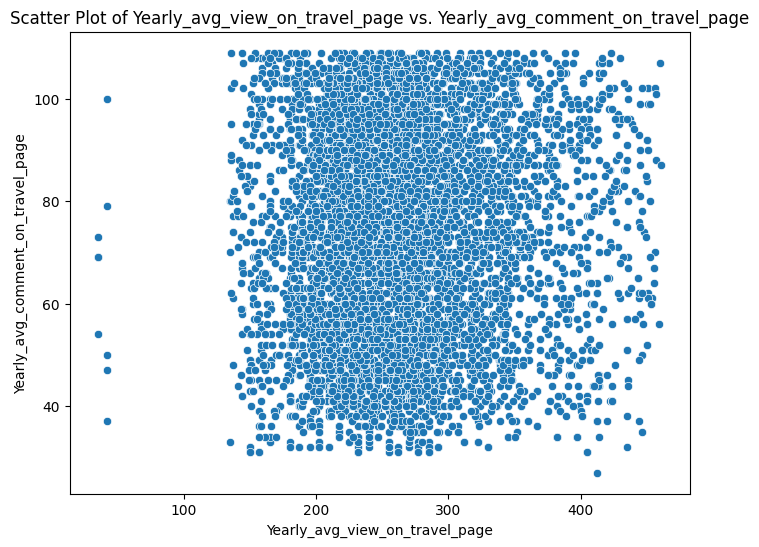 Scatter Plot of Yearly_avg_view_on_travel_page vs. Yearly_avg_comment_on_travel_page
Yearly_avg_comment_on_travel_page
100
80
60
40
100
200
300
400
Yearly_avg_view_on_travel_page